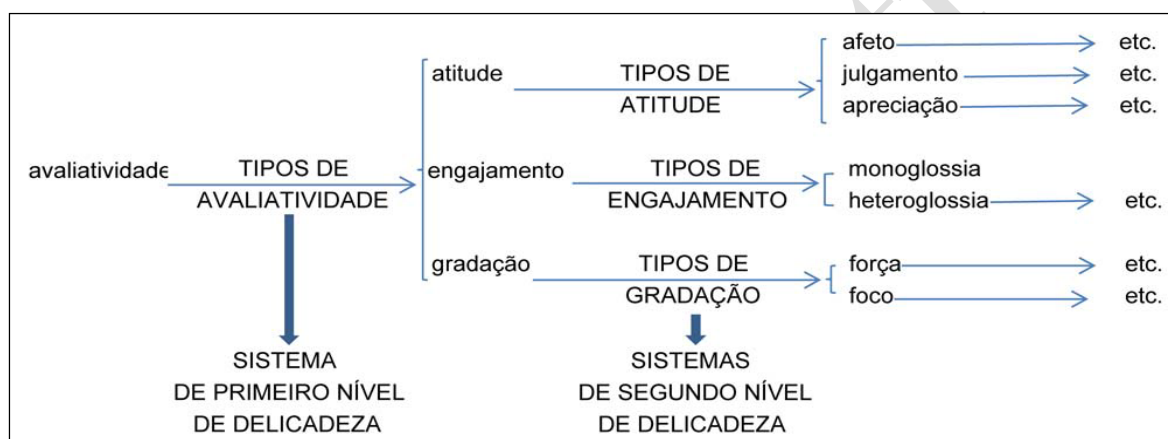 afeto etc.
atitude TIPOS DE julgamento etc.
ATITUDE apreciação etc.
avaliatividade TIPOS DE engajamento TIPOS DE monoglossia
AVALIATIVIDADE ENGAJAMENTO heteroglossia etc.
gradação TIPOS DE força etc.
GRADAÇÃO foco etc.
SISTEMA SISTEMAS
DE PRIMEIRO NÍVEL DE SEGUNDO NÍVEL
DE DELICADEZA DE DELICADEZA